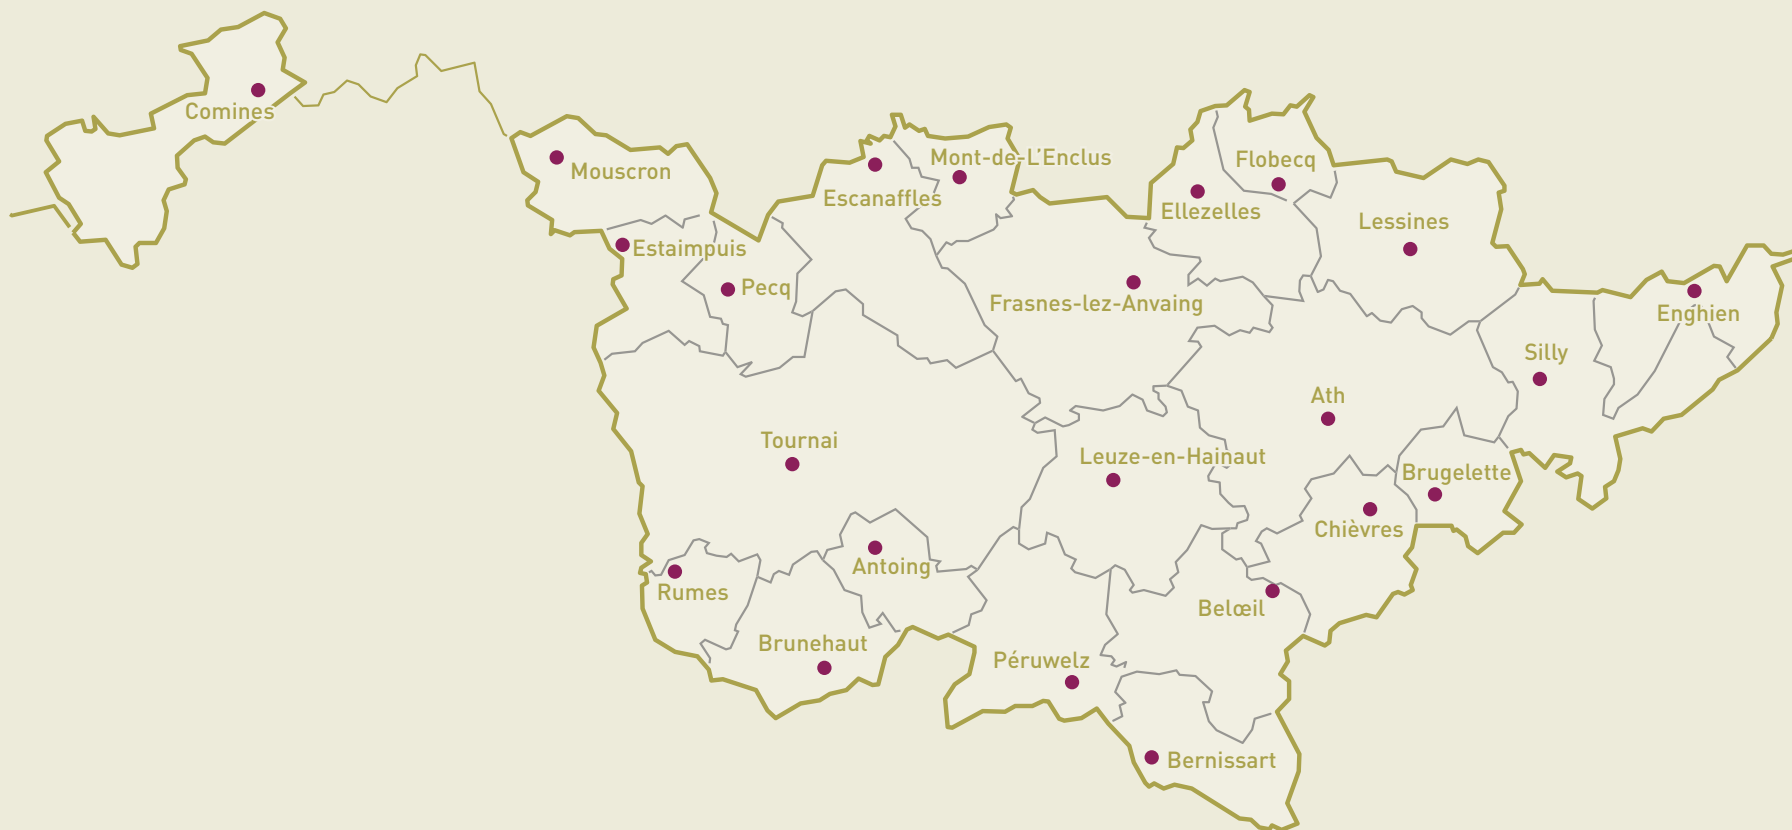 Comines
Mouscron
Mont-de-L'Enclus
Flobecq
Escanaffles
Ellezelles
Lessines
Estaimpuis
Pecq
Frasnes-lez-Anvaing
Enghien
Silly
Ath
Tournai
Leuze-en-Hainaut
Brugelette
Chièvres
Antoing
Rumes
Belœil
Brunehaut
Péruwelz
Bernissart